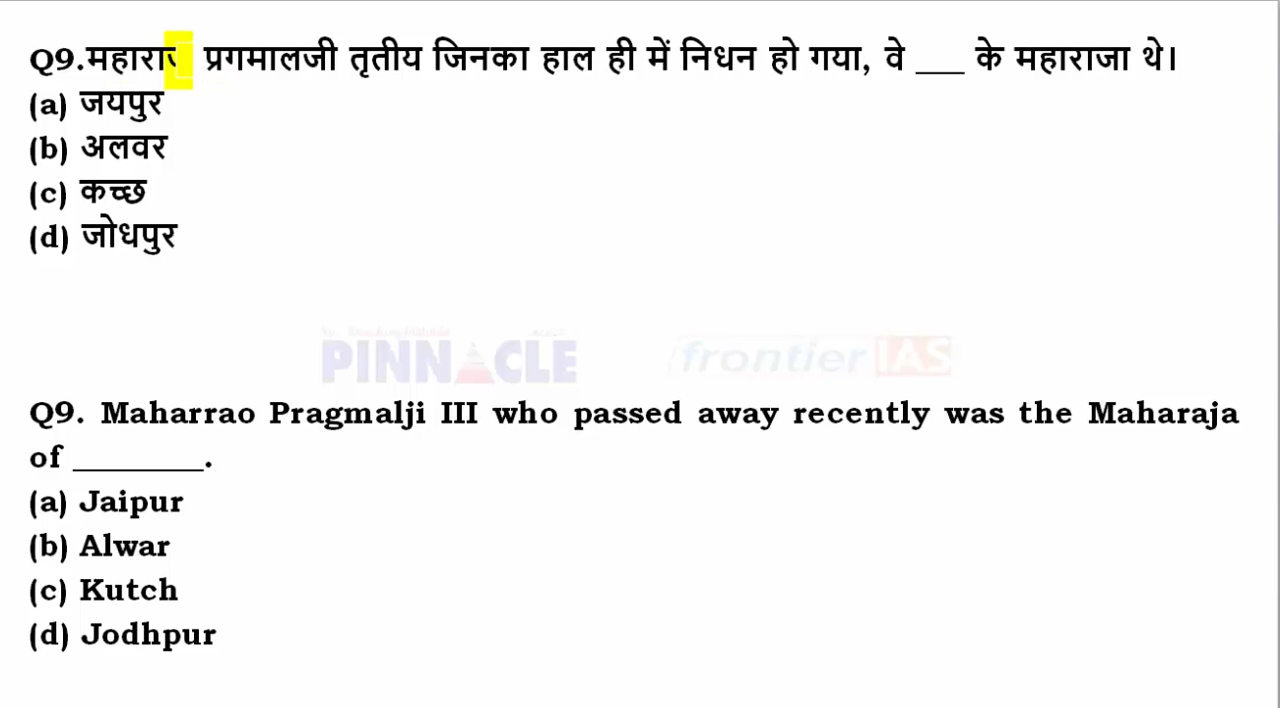 Q9. प्रगमालजी तृतीय जिनका हाल ही में निधन हो गया, वे ___ के महाराजा थे।
(a) जयपुर
(b) अलवर
(c) कच्छ
(d) जोधपुर
PINNACLE frontier IAS
Q9. Maharrao Pragmalji III who passed away recently was the Maharaja
of ________.
(a) Jaipur
(b) Alwar
(c) Kutch
(d) Jodhpur